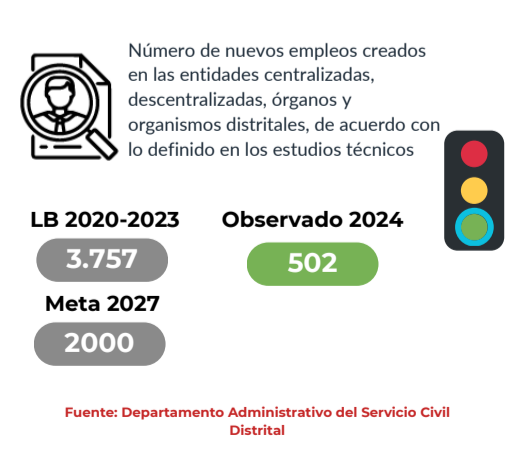 Número de nuevos empleos creados
en las entidades centralizadas,
descentralizadas, órganos y
organismos distritales, de acuerdo con
lo definido en los estudios técnicos
LB 2020-2023
3.757
Observado 2024
502
Meta 2027
2000
Fuente: Departamento Administrativo del Servicio Civil
Distrital